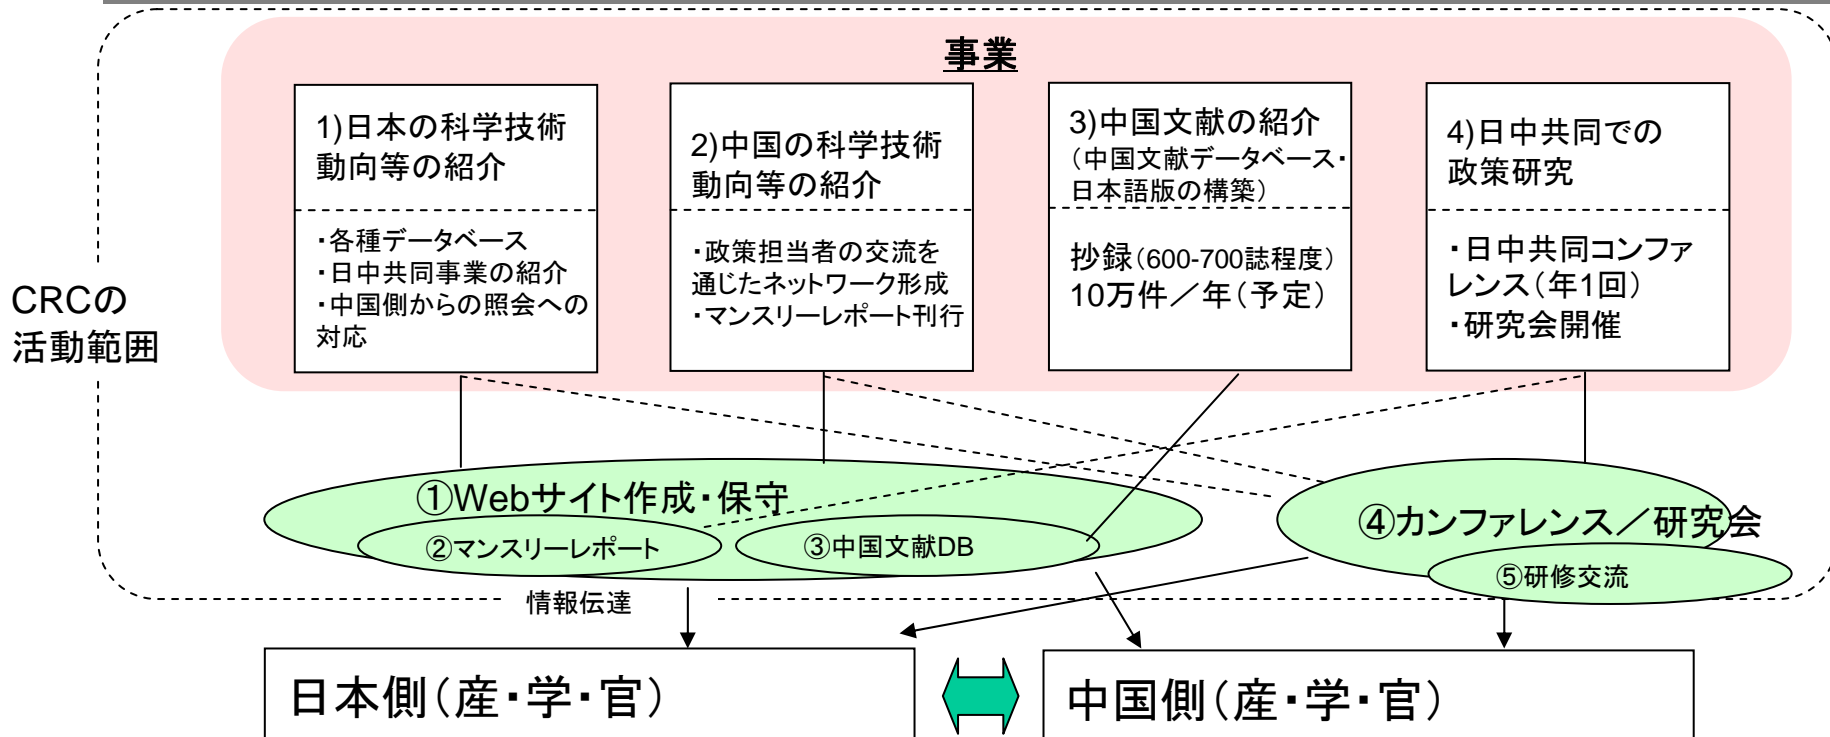 事業
1)日本の科学技術
動向等の紹介
・各種データベース
・日中共同事業の紹介
・中国側からの照会への
対応
2)中国の科学技術
動向等の紹介
・政策担当者の交流を
通じたネットワーク形成
・マンスリーレポート刊行
3)中国文献の紹介
（中国文献データベース・
日本語版の構築）
抄録（600-700誌程度）
10万件／年（予定）
4)日中共同での
政策研究
・日中共同コンファ
レンス（年1回）
・研究会開催
CRCの
活動範囲
①Webサイト作成・保守
②マンスリーレポート
③中国文献DB
④カンファレンス／研究会
⑤研修交流
情報伝達
日本側（産・学・官）
中国側（産・学・官）